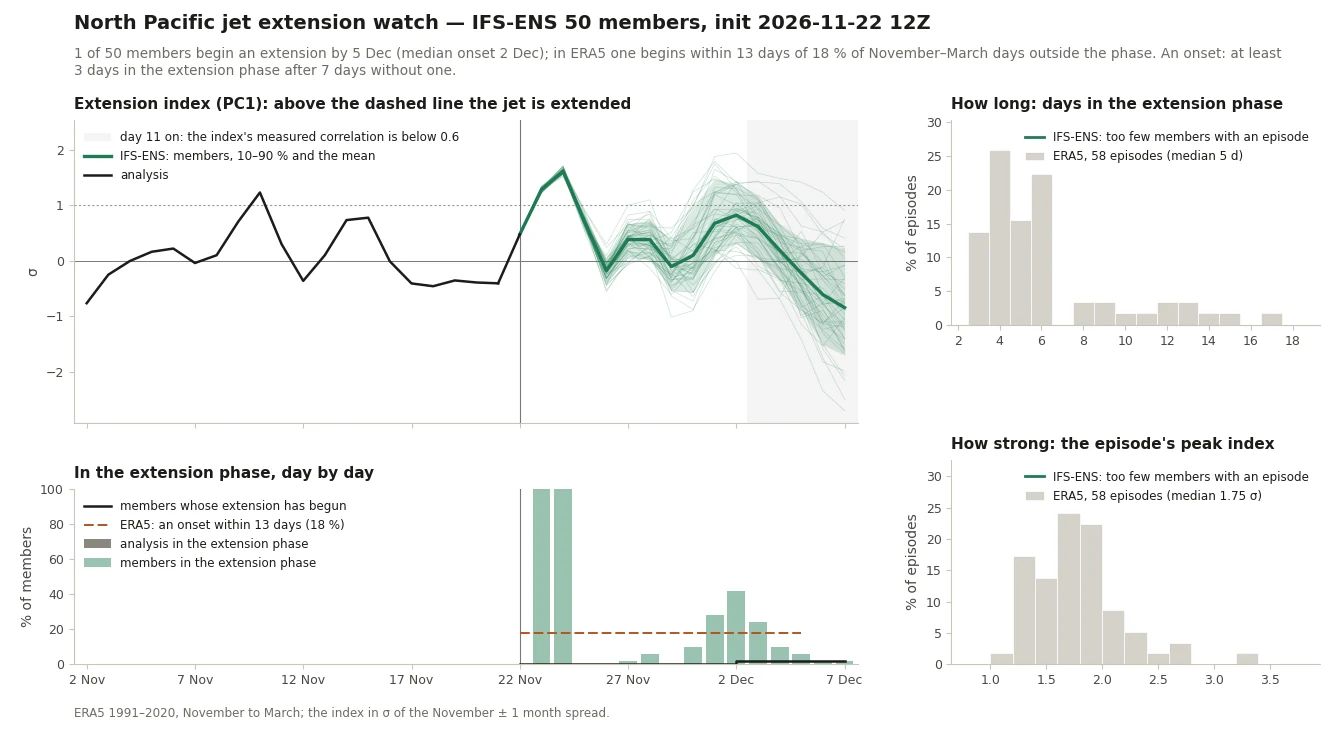 North Pacific jet extension watch — IFS-ENS 50 members, init 2026-11-22 12Z
1 of 50 members begin an extension by 5 Dec (median onset 2 Dec); in ERA5 one begins within 13 days of 18 % of November–March days outside the phase. An onset: at least
3 days in the extension phase after 7 days without one.
Extension index (PC1): above the dashed line the jet is extended
day 11 on: the index's measured correlation is below 0.6
IFS-ENS: members, 10–90 % and the mean
analysis
2
1
0
−1
−2
σ
How long: days in the extension phase
IFS-ENS: too few members with an episode
ERA5, 58 episodes (median 5 d)
30
25
20
15
10
5
0
% of episodes
2 4 6 8 10 12 14 16 18
In the extension phase, day by day
members whose extension has begun
ERA5: an onset within 13 days (18 %)
analysis in the extension phase
members in the extension phase
100
80
60
40
20
0
% of members
2 Nov 7 Nov 12 Nov 17 Nov 22 Nov 27 Nov 2 Dec 7 Dec
How strong: the episode's peak index
IFS-ENS: too few members with an episode
ERA5, 58 episodes (median 1.75 σ)
30
25
20
15
10
5
0
% of episodes
1.0 1.5 2.0 2.5 3.0 3.5
ERA5 1991–2020, November to March; the index in σ of the November ± 1 month spread.